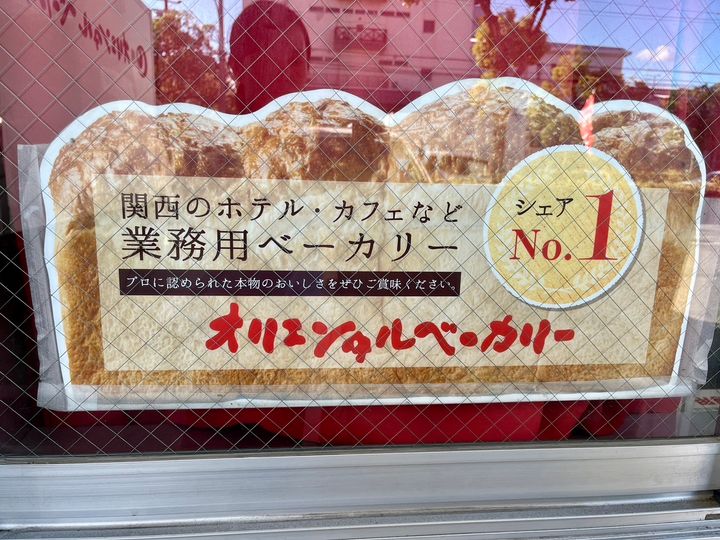 関西のホテル・カフェなど
業務用ベーカリー
シェア
No.1
プロに認められた本物のおいしさをぜひご賞味ください。
オリエンタルベーカリー